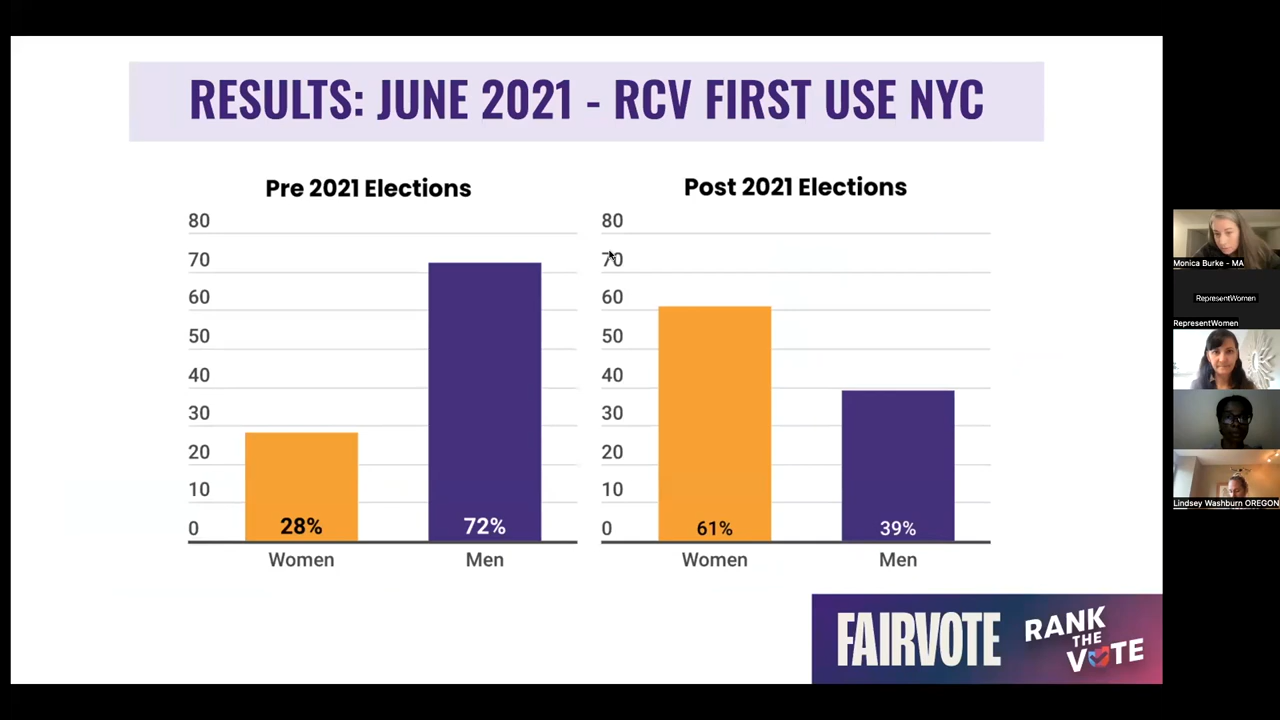 RESULTS: JUNE 2021 - RCV FIRST USE NYC
Pre 2021 Elections
80
70
60
50
40
30
20
10
0
28%
72%
Women
Men
Post 2021 Elections
80
70
60
50
40
30
20
10
0
61%
39%
Women
Men
FAIRVOTE
RANK
THE
VOTE
Monica Burke - MA
RepresentWomen
RepresentWomen
Lindsey Washburn OREGON